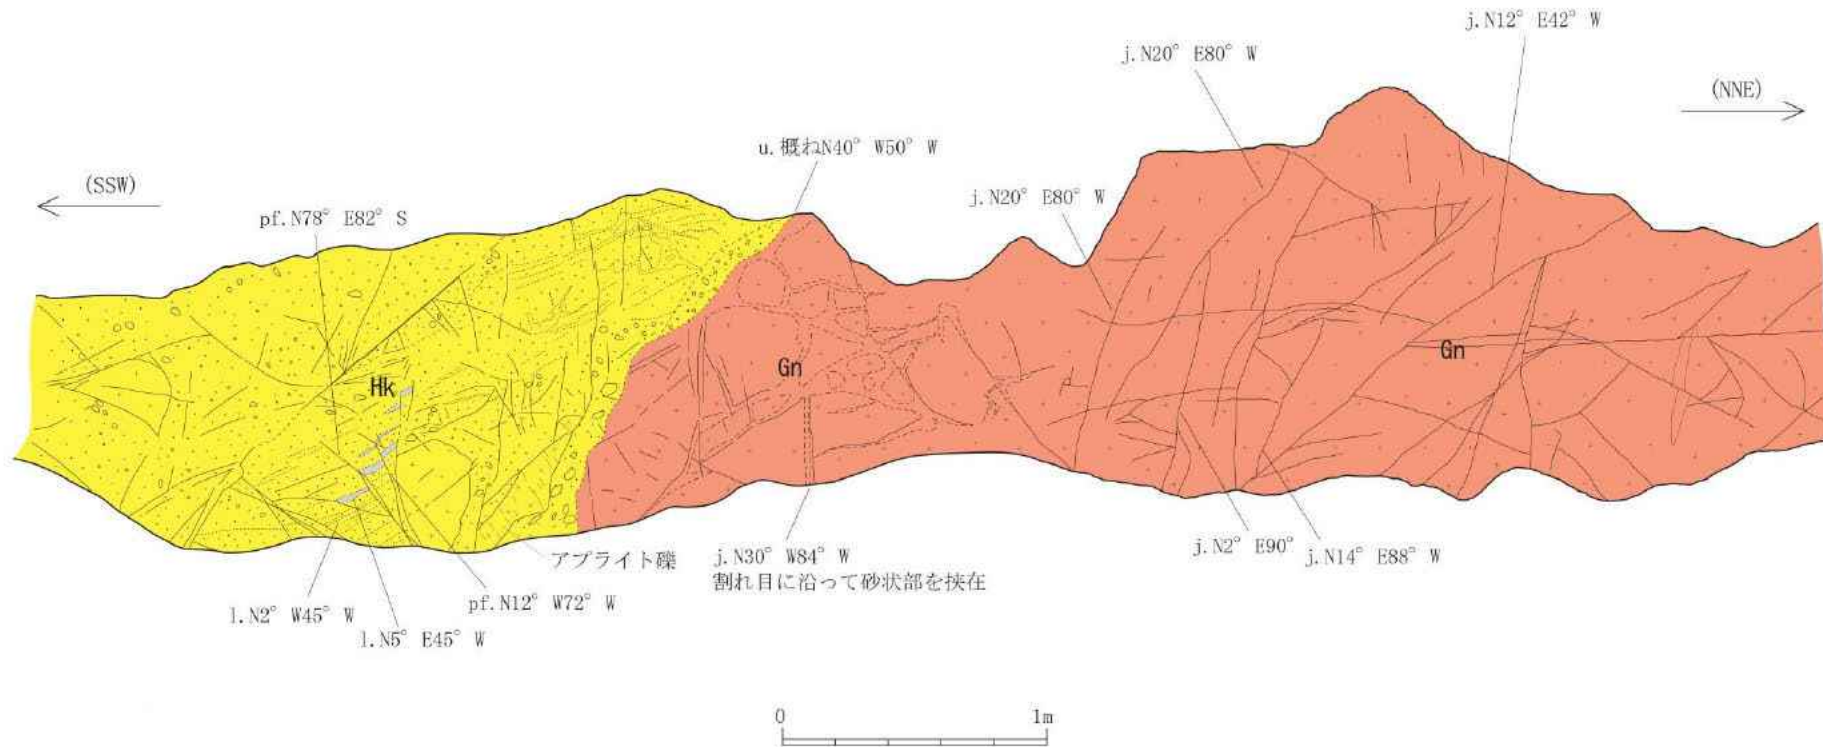 j. N12° E42° W
j. N20° E80° W
(NNE)
u. 概ねN40° W50° W
(SSW)
j. N20° E80° W
pf. N78° E82° S
Gn
Gn
Hk
アプライト礫
j. N30° W84° W
割れ目に沿って砂状部を挟在
j. N2° E90°
j. N14° E88° W
pf. N12° W72° W
l. N2° W45° W
l. N5° E45° W
0 1m